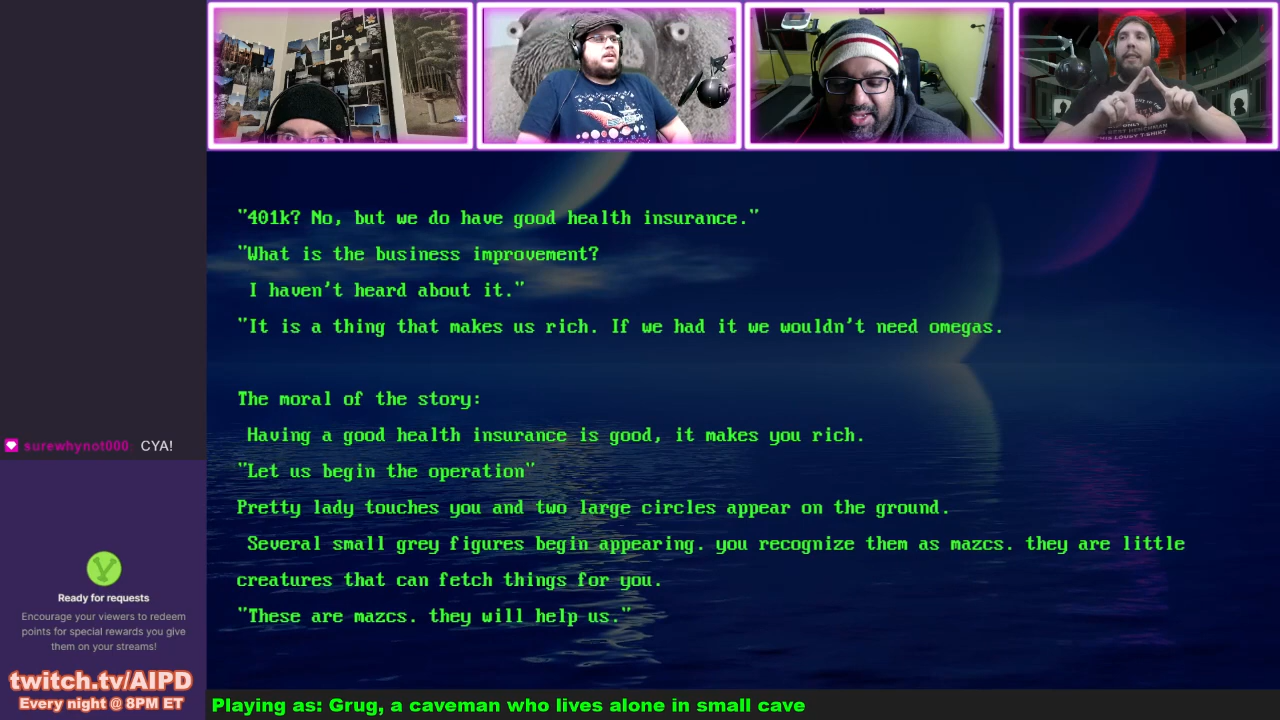 "401k? No, but we do have good health insurance."
"What is the business improvement?
I haven't heard about it."
"It is a thing that makes us rich. If we had it we wouldn't need omegas.
The moral of the story:
Having a good health insurance is good, it makes you rich.
"Let us begin the operation"
Pretty lady touches you and two large circles appear on the ground.
Several small grey figures begin appearing. you recognize them as mazcs. they are little
creatures that can fetch things for you.
"These are mazcs. they will help us."
surewhynot000 CYA!
Ready for requests
Encourage your viewers to redeem
points for special rewards you give
them on your streams!
twitch.tv/AIPD
Every night @ 8PM ET
Playing as: Grug, a caveman who lives alone in small cave